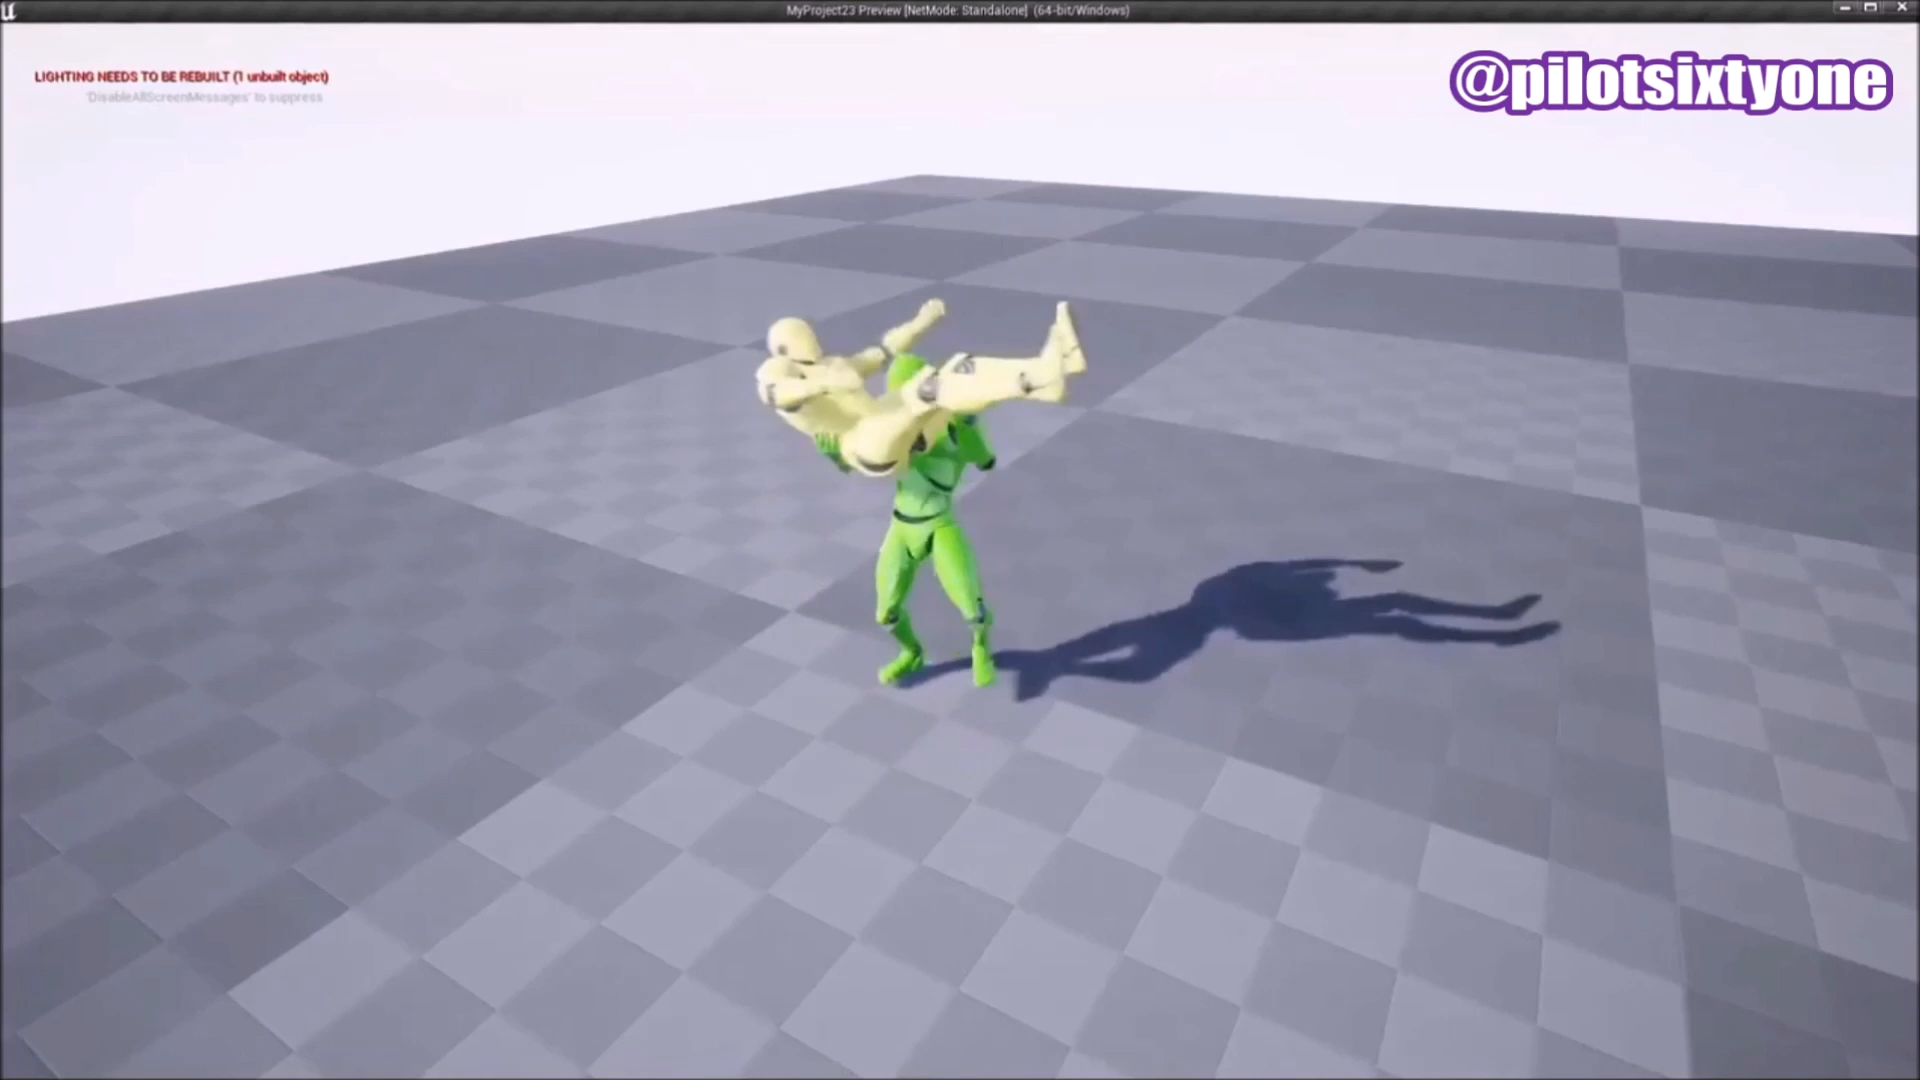 MyProject23 Preview [NetMode: Standalone] (64-bit/Windows)
LIGHTING NEEDS TO BE REBUILT (1 unbuilt object)
'DisableAllScreenMessages' to suppress
@pilotsixtyone